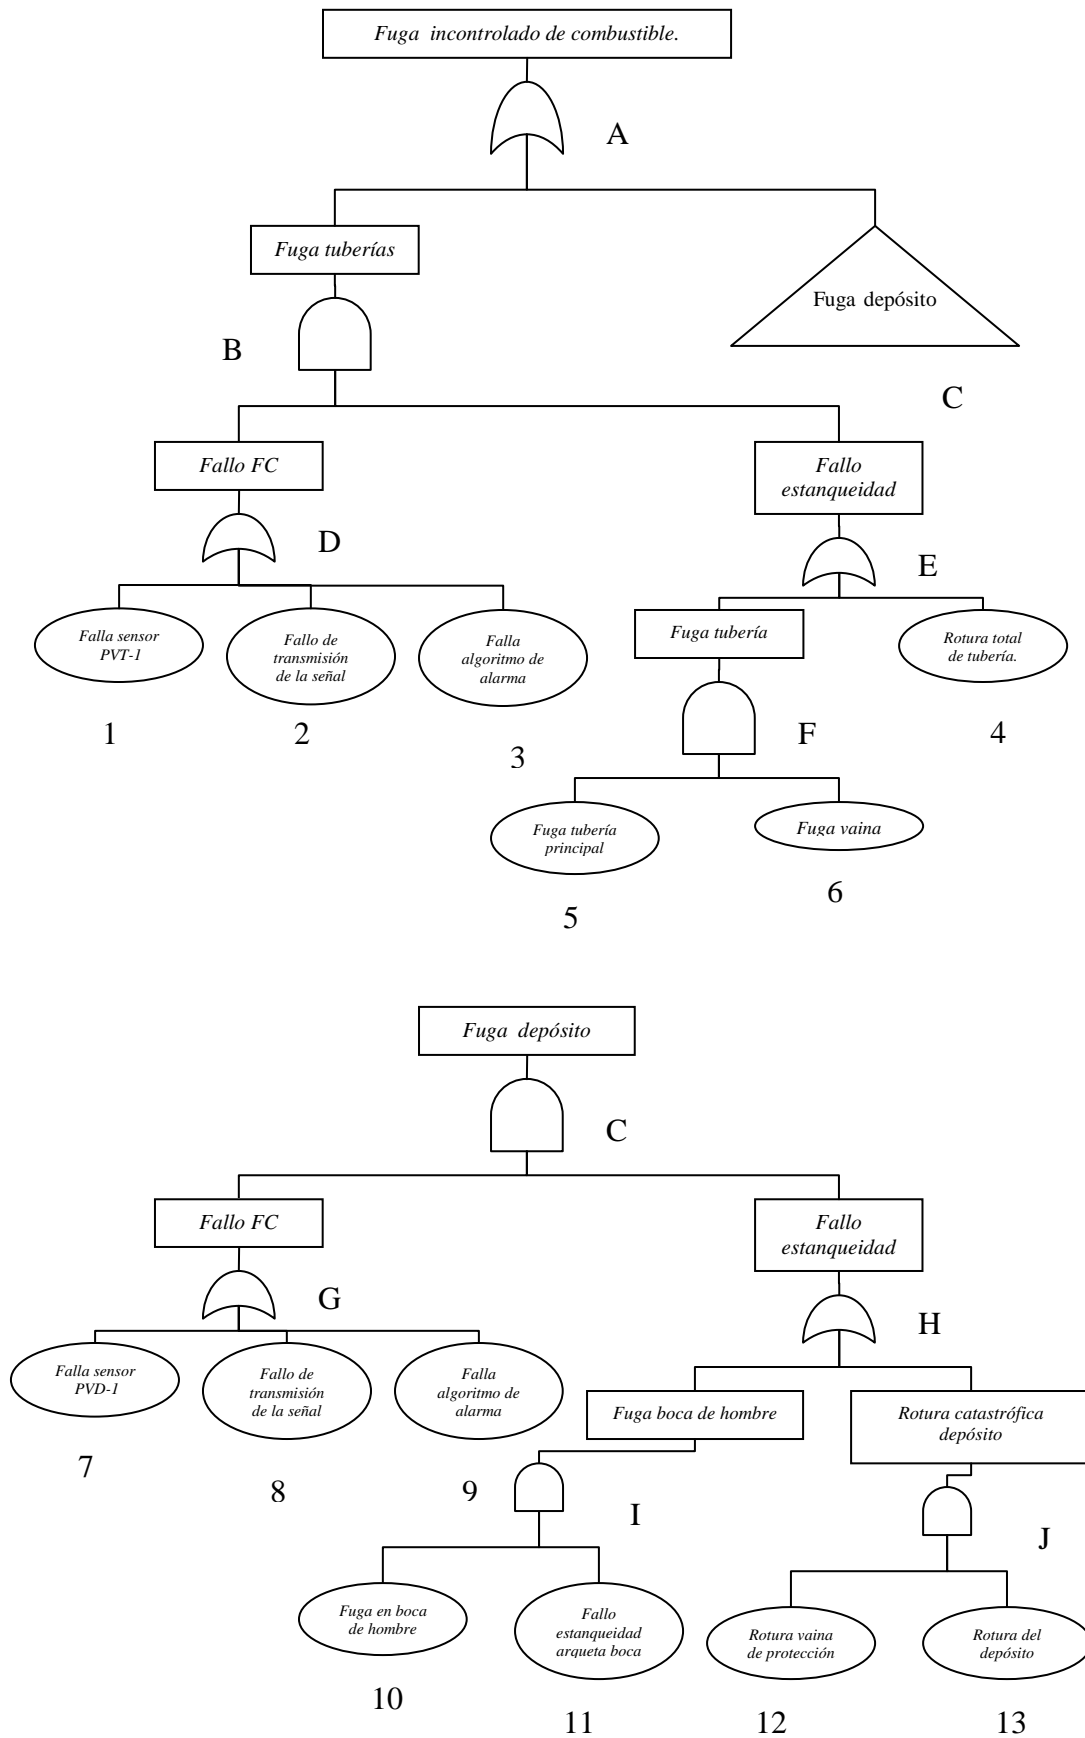 Fuga incontrolado de combustible.
A
Fuga tuberías
Fuga depósito
B
C
Fallo FC
Fallo
estanqueidad
D
E
Falla sensor
PVT-1
Fallo de
transmisión
de la señal
Falla
algoritmo de
alarma
Fuga tubería
Rotura total
de tubería.
1
2
3
F
4
Fuga tubería
principal
Fuga vaina
5
6
Fuga depósito
C
Fallo FC
Fallo
estanqueidad
G
H
Falla sensor
PVD-1
Fallo de
transmisión
de la señal
Falla
algoritmo de
alarma
Fuga boca de hombre
Rotura catastrófica
depósito
7
8
9
I
J
Fuga en boca
de hombre
Fallo
estanqueidad
arqueta boca
Rotura vaina
de protección
Rotura del
depósito
10
11
12
13